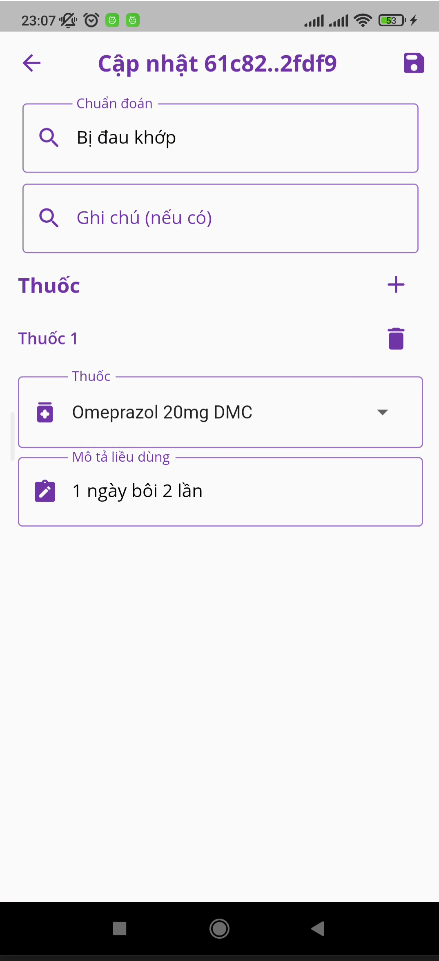 23:07
53
Cập nhật 61c82..2fdf9
Chuẩn đoán
Bị đau khớp
Ghi chú (nếu có)
Thuốc
Thuốc 1
Thuốc
Omeprazol 20mg DMC
Mô tả liều dùng
1 ngày bôi 2 lần